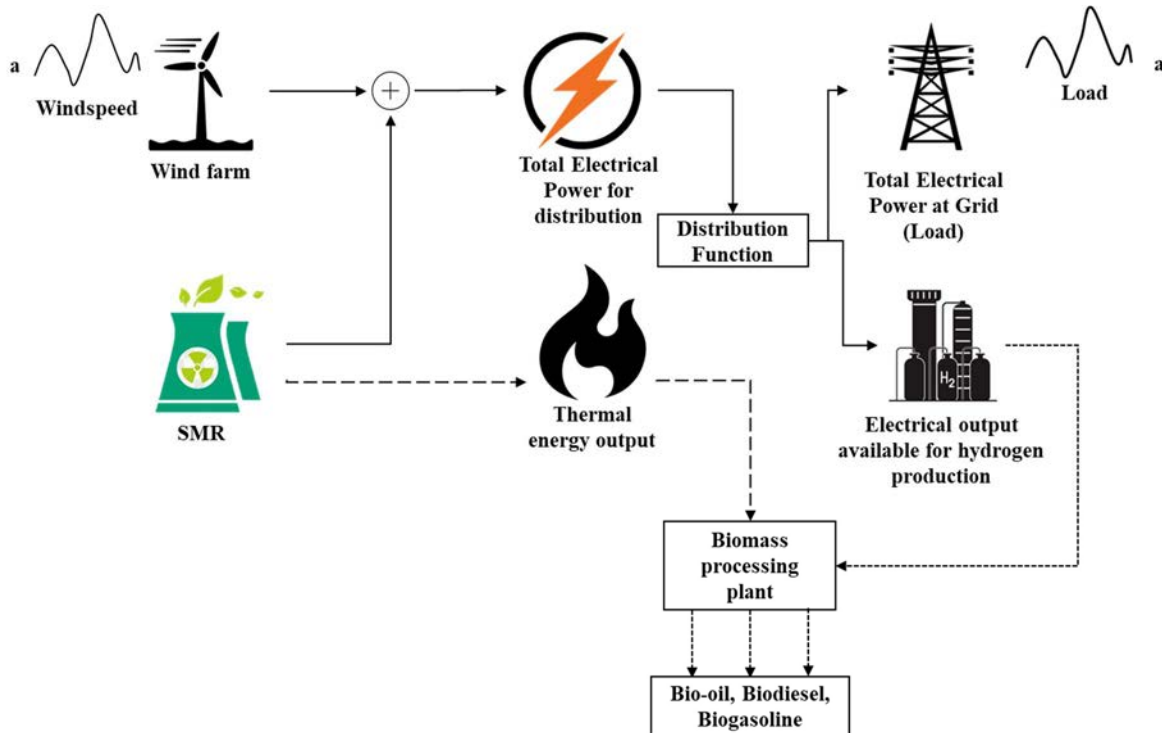 a
Windspeed
Wind farm
Total Electrical
Power for
distribution
Distribution
Function
Total Electrical
Power at Grid
(Load)
Load
a
SMR
Thermal
energy output
H2
Electrical output
available for hydrogen
production
Biomass
processing
plant
Bio-oil, Biodiesel,
Biogasoline